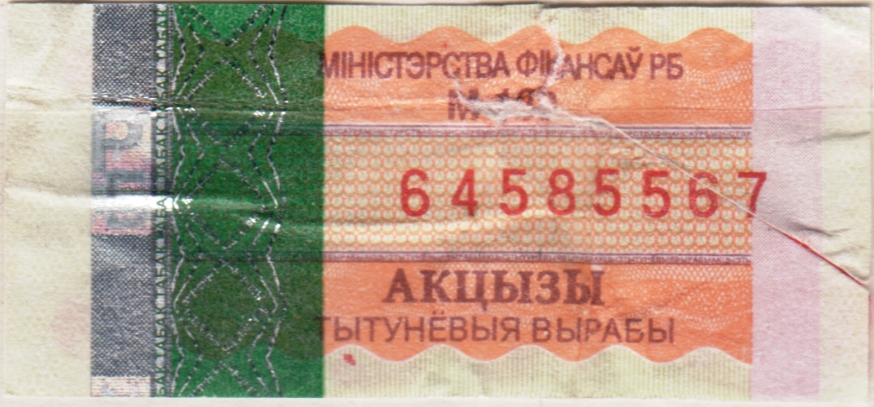 МІНІСТЭРСТВА ФІНАНСАЎ РБ
64585567
АКЦЫЗЫ
ТЫТУНЁВЫЯ ВЫРАБЫ